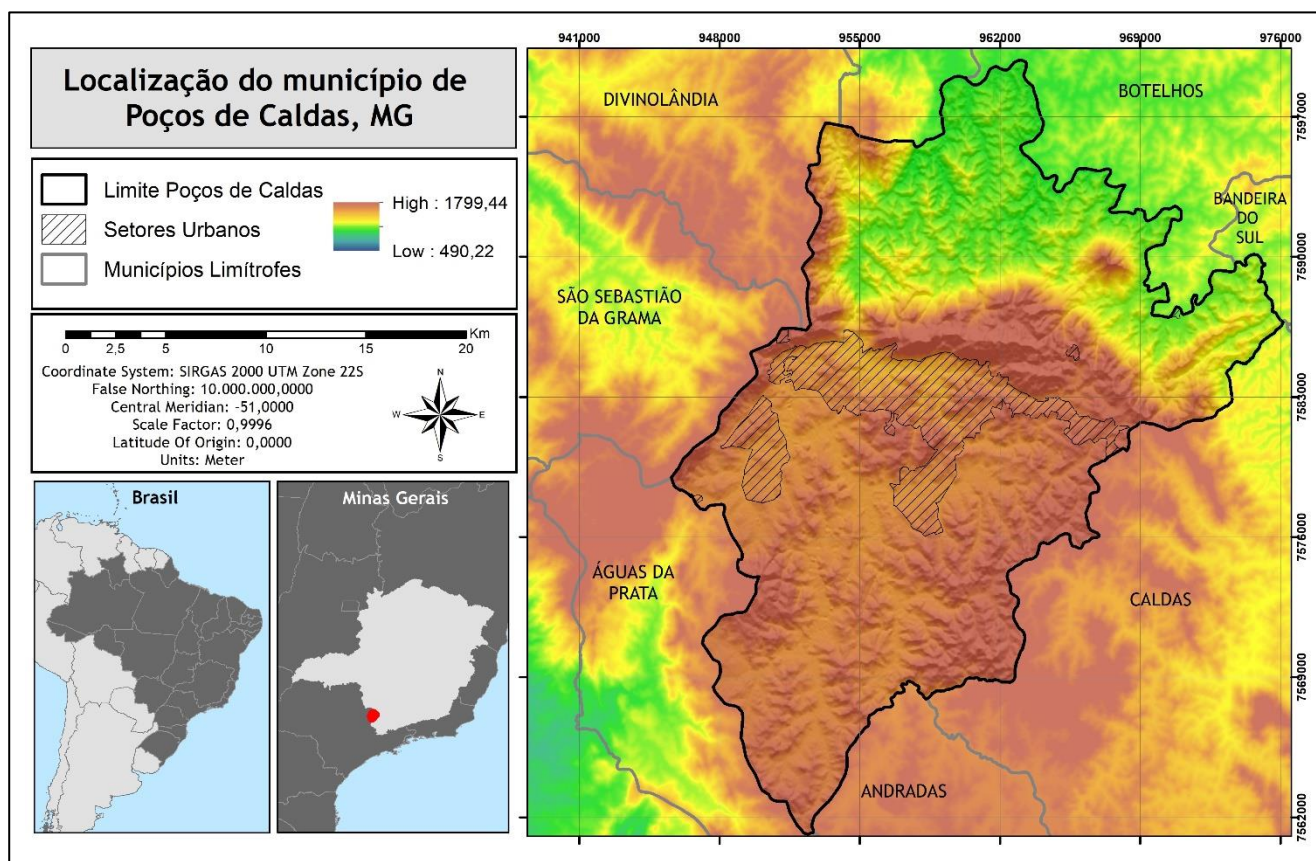 Localização do município de
Poços de Caldas, MG
Limite Poços de Caldas
Setores Urbanos
Municípios Limítrofes
High : 1799,44
Low : 490,22
Km
0 2,5 5 10 15 20
Coordinate System: SIRGAS 2000 UTM Zone 22S
False Northing: 10.000.000,0000
Central Meridian: -51,0000
Scale Factor: 0,9996
Latitude Of Origin: 0,0000
Units: Meter
N
W E
S
Brasil
Minas Gerais
941000 948000 955000 962000 969000 976000
DIVINOLÂNDIA
BOTELHOS
7597000
BANDEIRA
DO
SUL
7590000
SÃO SEBASTIÃO
DA GRAMA
7583000
7576000
ÁGUAS DA
PRATA
CALDAS
7569000
ANDRADAS
7562000